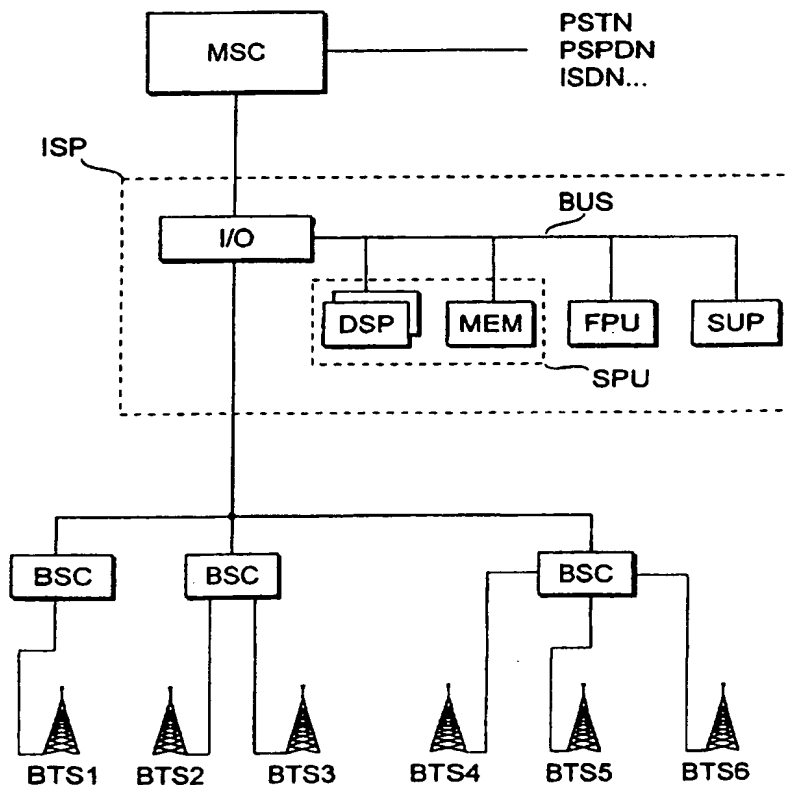 MSC
PSTN
PSPDN
ISDN...
ISP
BUS
I/O
DSP
MEM
FPU
SUP
SPU
BSC
BSC
BSC
BTS1
BTS2
BTS3
BTS4
BTS5
BTS6